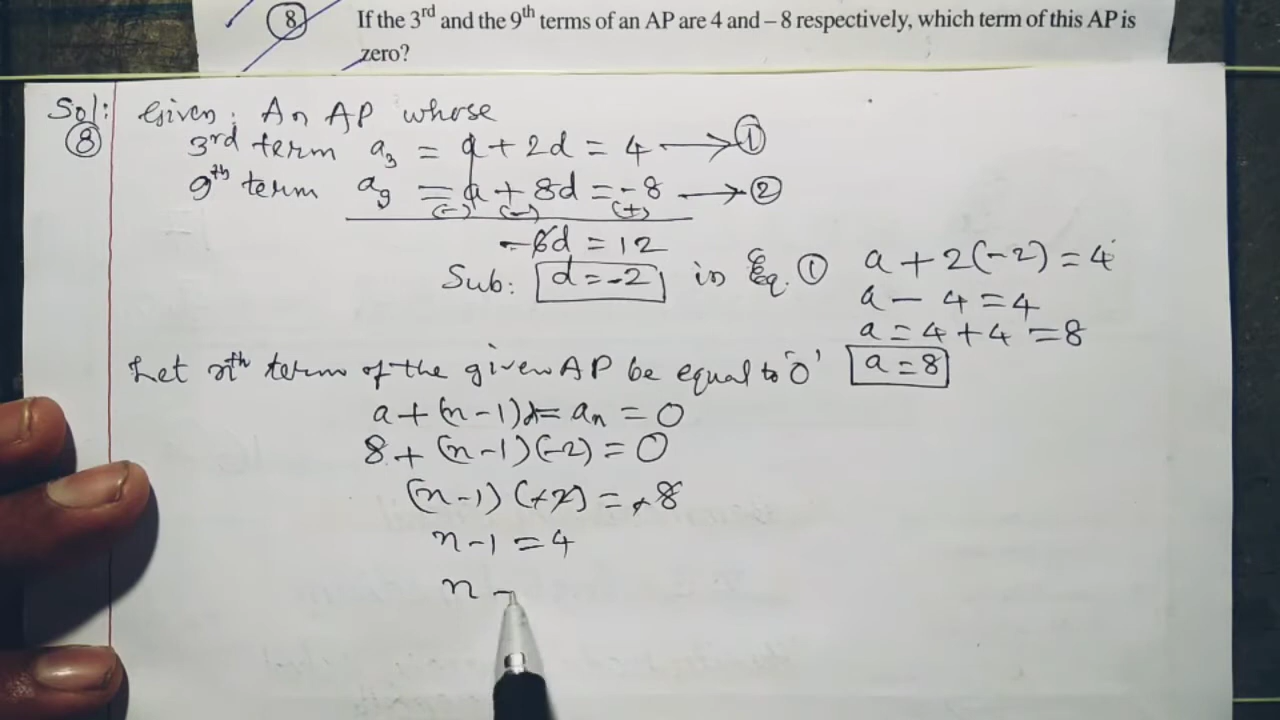 8 If the 3rd and the 9th terms of an AP are 4 and – 8 respectively, which term of this AP is
zero?
Sol: Given: An AP whose
8
3rd term a₃ = a + 2d = 4 → ①
9th term a₉ = a + 8d = -8 → ②
(-) (-) (+)
-6d = 12
Sub: d = -2 in Eq. ① a + 2(-2) = 4
a - 4 = 4
a = 4 + 4 = 8
Let nth term of the given AP be equal to '0' a = 8
a + (n-1)d = aₙ = 0
8 + (n-1)(-2) = 0
(n-1)(+2) = +8
n-1 = 4
n -